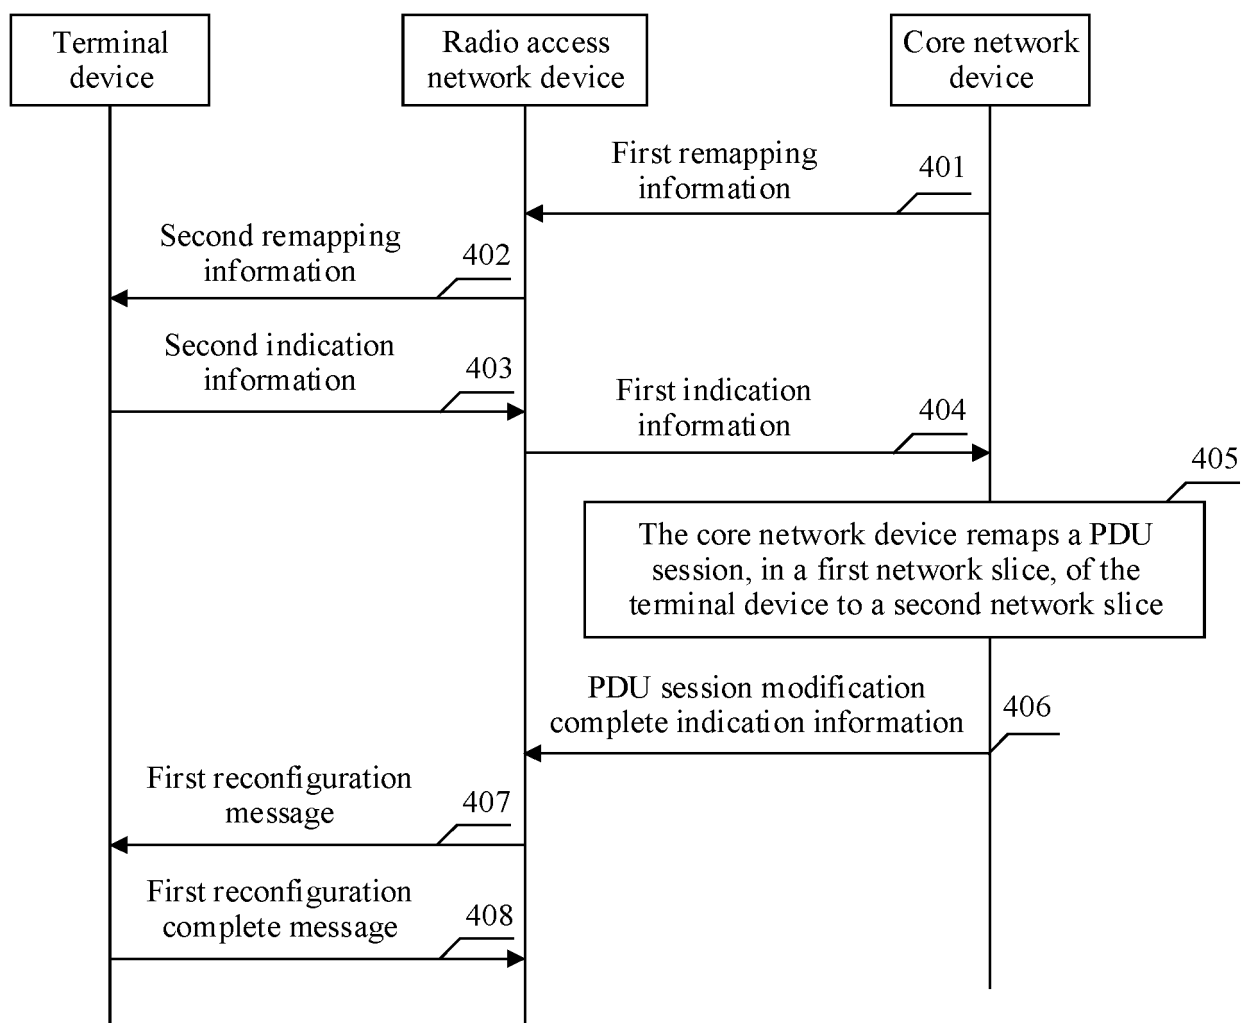 Terminal
device
Radio access
network device
Core network
device
First remapping
information
401
Second remapping
information
402
Second indication
information
403
First indication
information
404
405
The core network device remaps a PDU
session, in a first network slice, of the
terminal device to a second network slice
PDU session modification
complete indication information
406
First reconfiguration
message
407
First reconfiguration
complete message
408